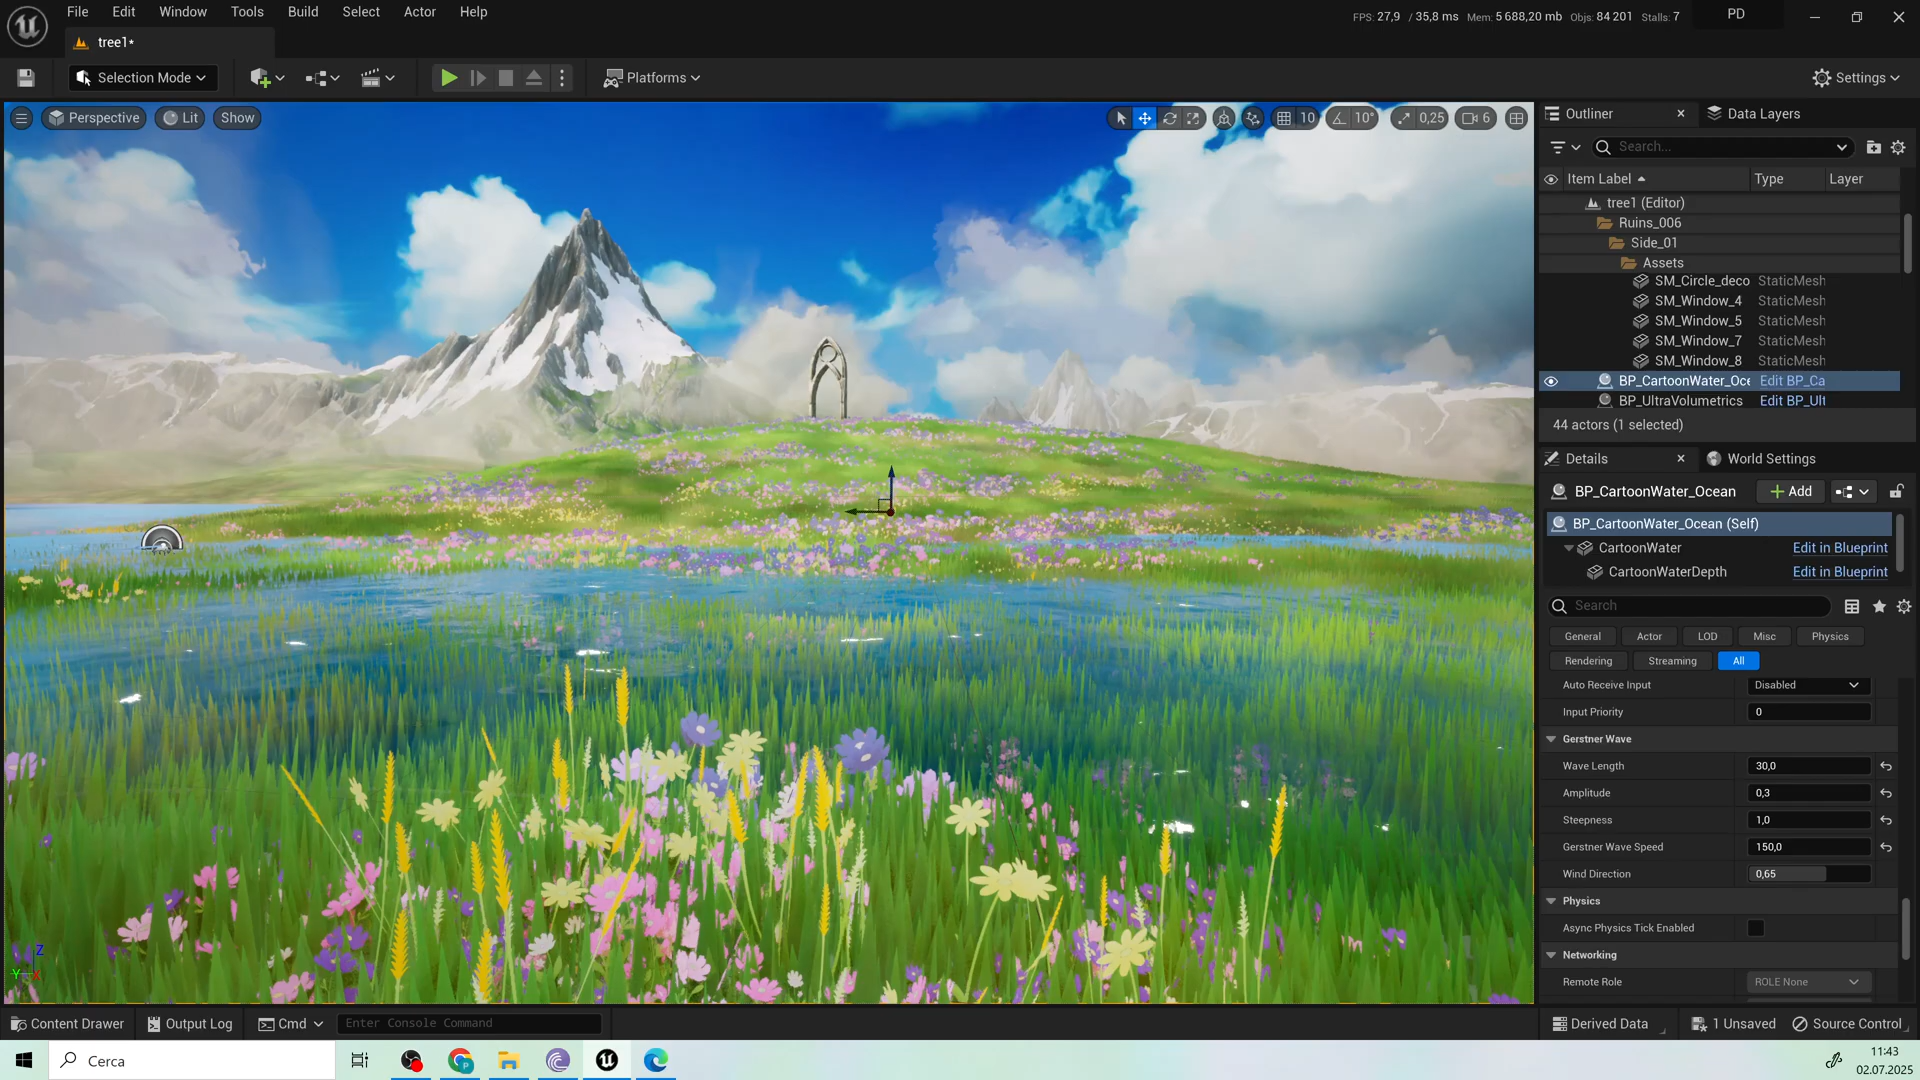 File Edit Window Tools Build Select Actor Help
FPS: 27,9 / 35,8 ms Mem: 5 688,20 mb Objs: 84 201 Stalls: 7 PD
tree1*
Selection Mode
Platforms
Settings
Perspective Lit Show
10 10° 0,25 6
Outliner Data Layers
Search...
Item Label Type Layer
tree1 (Editor)
Ruins_006
Side_01
Assets
SM_Circle_deco StaticMesh
SM_Window_4 StaticMesh
SM_Window_5 StaticMesh
SM_Window_7 StaticMesh
SM_Window_8 StaticMesh
BP_CartoonWater_Oce Edit BP_Ca
BP_UltraVolumetrics Edit BP_Ult
44 actors (1 selected)
Details World Settings
BP_CartoonWater_Ocean Add
BP_CartoonWater_Ocean (Self)
CartoonWater Edit in Blueprint
CartoonWaterDepth Edit in Blueprint
Search
General Actor LOD Misc Physics
Rendering Streaming All
Auto Receive Input Disabled
Input Priority 0
Gerstner Wave
Wave Length 30,0
Amplitude 0,3
Steepness 1,0
Gerstner Wave Speed 150,0
Wind Direction 0,65
Physics
Async Physics Tick Enabled
Networking
Remote Role ROLE None
Z
Y X
Content Drawer Output Log Cmd Enter Console Command
Derived Data 1 Unsaved Source Control
Cerca
11:43
02.07.2025